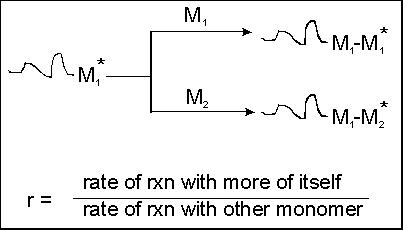 M₁
M₁-M₁*
M₁*
M₂
M₁-M₂*
rate of rxn with more of itself
r =
rate of rxn with other monomer